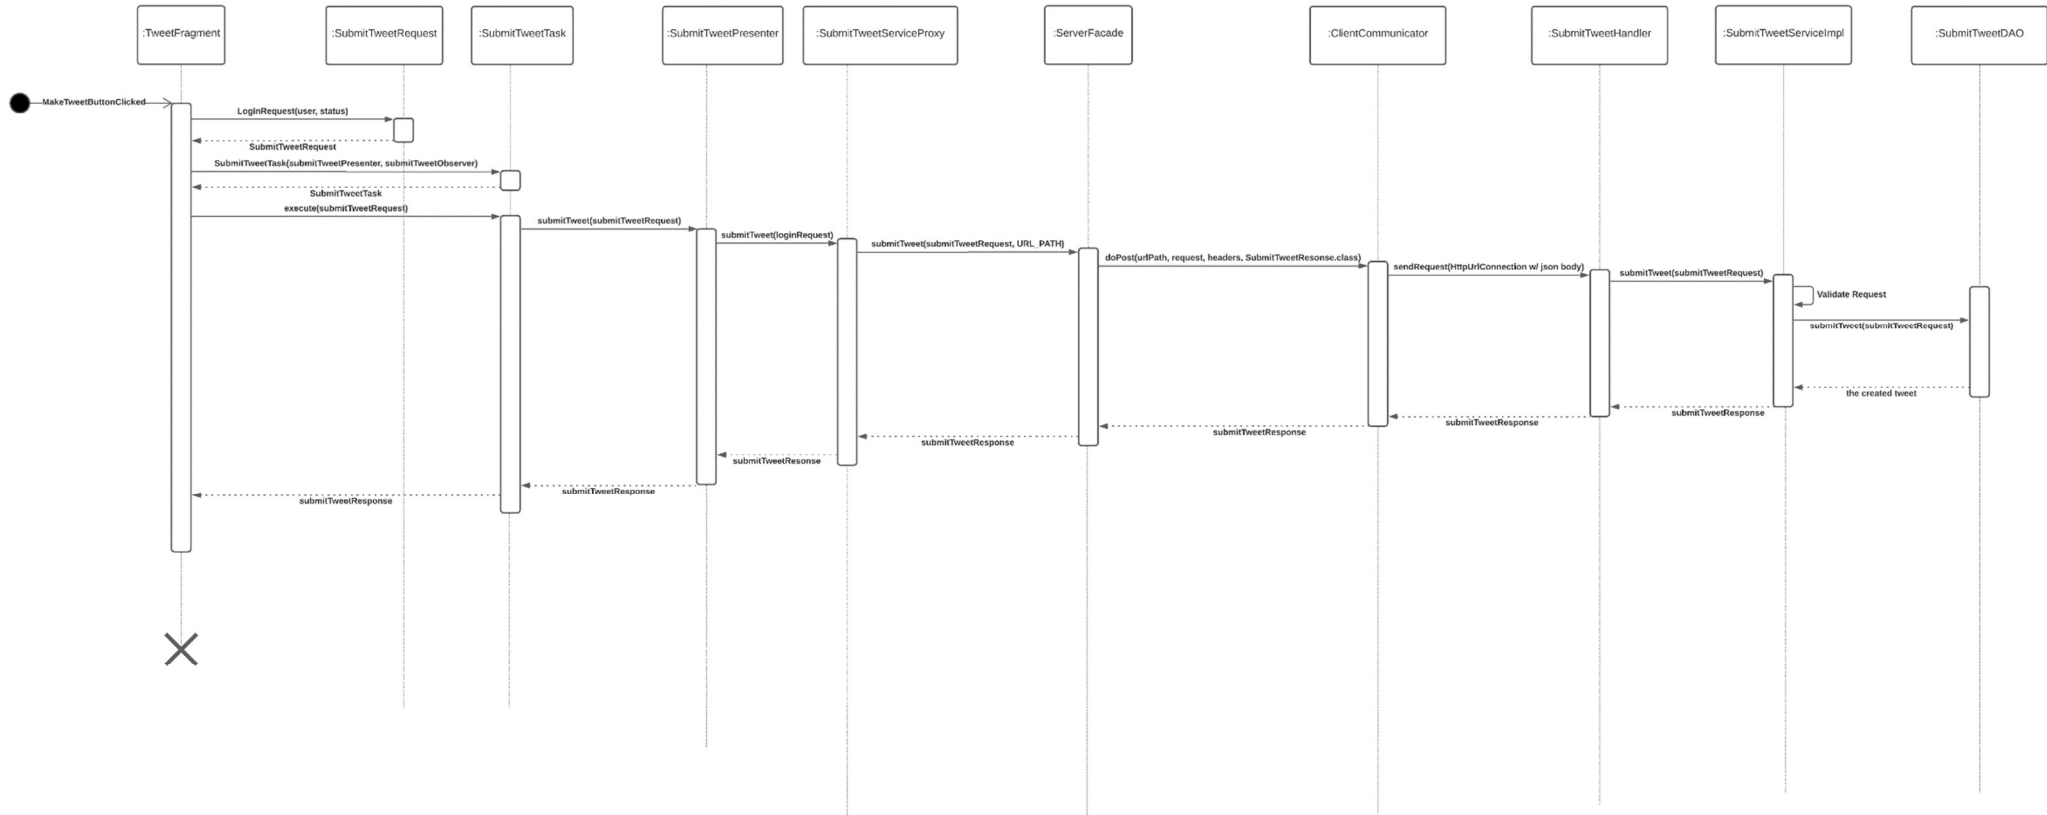 :TweetFragment
:SubmitTweetRequest
:SubmitTweetTask
:SubmitTweetPresenter
:SubmitTweetServiceProxy
:ServerFacade
:ClientCommunicator
:SubmitTweetHandler
:SubmitTweetServiceImpl
:SubmitTweetDAO
MakeTweetButtonClicked
LoginRequest(user, status)
SubmitTweetRequest
SubmitTweetTask(submitTweetPresenter, submitTweetObserver)
SubmitTweetTask
execute(submitTweetRequest)
submitTweet(submitTweetRequest)
submitTweet(loginRequest)
submitTweet(submitTweetRequest, URL_PATH)
doPost(urlPath, request, headers, SubmitTweetResonse.class)
sendRequest(HttpUrlConnection w/ json body)
submitTweet(submitTweetRequest)
Validate Request
submitTweet(submitTweetRequest)
the created tweet
submitTweetResponse
submitTweetResponse
submitTweetResponse
submitTweetResponse
submitTweetResonse
submitTweetResponse
submitTweetResponse